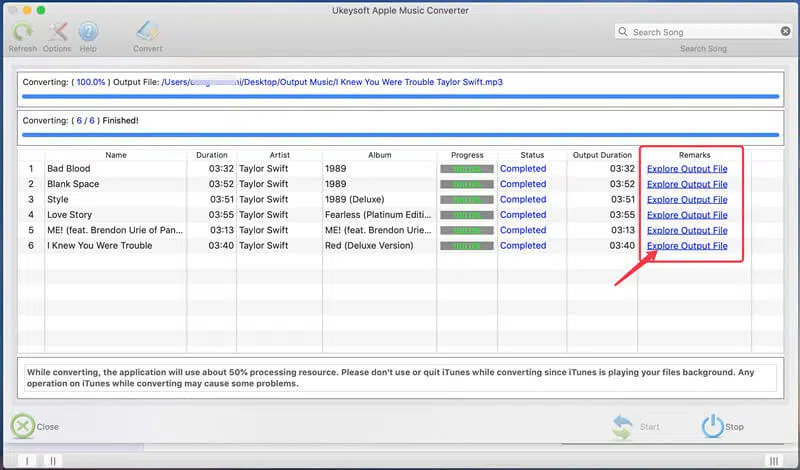 Ukeysoft Apple Music Converter
Refresh Options Help Convert Search Song
Search Song
Converting: ( 100.0% ) Output File: /Users/ /Desktop/Output Music/I Knew You Were Trouble Taylor Swift.mp3
Converting: ( 6 / 6 ) Finished!
Name Duration Artist Album Progress Status Output Duration Remarks
1 Bad Blood 03:32 Taylor Swift 1989 Completed 03:32 Explore Output File
2 Blank Space 03:52 Taylor Swift 1989 Completed 03:52 Explore Output File
3 Style 03:51 Taylor Swift 1989 (Deluxe) Completed 03:51 Explore Output File
4 Love Story 03:55 Taylor Swift Fearless (Platinum Edition... Completed 03:55 Explore Output File
5 ME! (feat. Brendon Urie of Pan... 03:13 Taylor Swift ME! (feat. Brendon Urie... Completed 03:13 Explore Output File
6 I Knew You Were Trouble 03:40 Taylor Swift Red (Deluxe Version) Completed 03:40 Explore Output File
While converting, the application will use about 50% processing resource. Please don't use or quit iTunes while converting since iTunes is playing your files background. Any
operation on iTunes while converting may cause some problems.
Close Start Stop